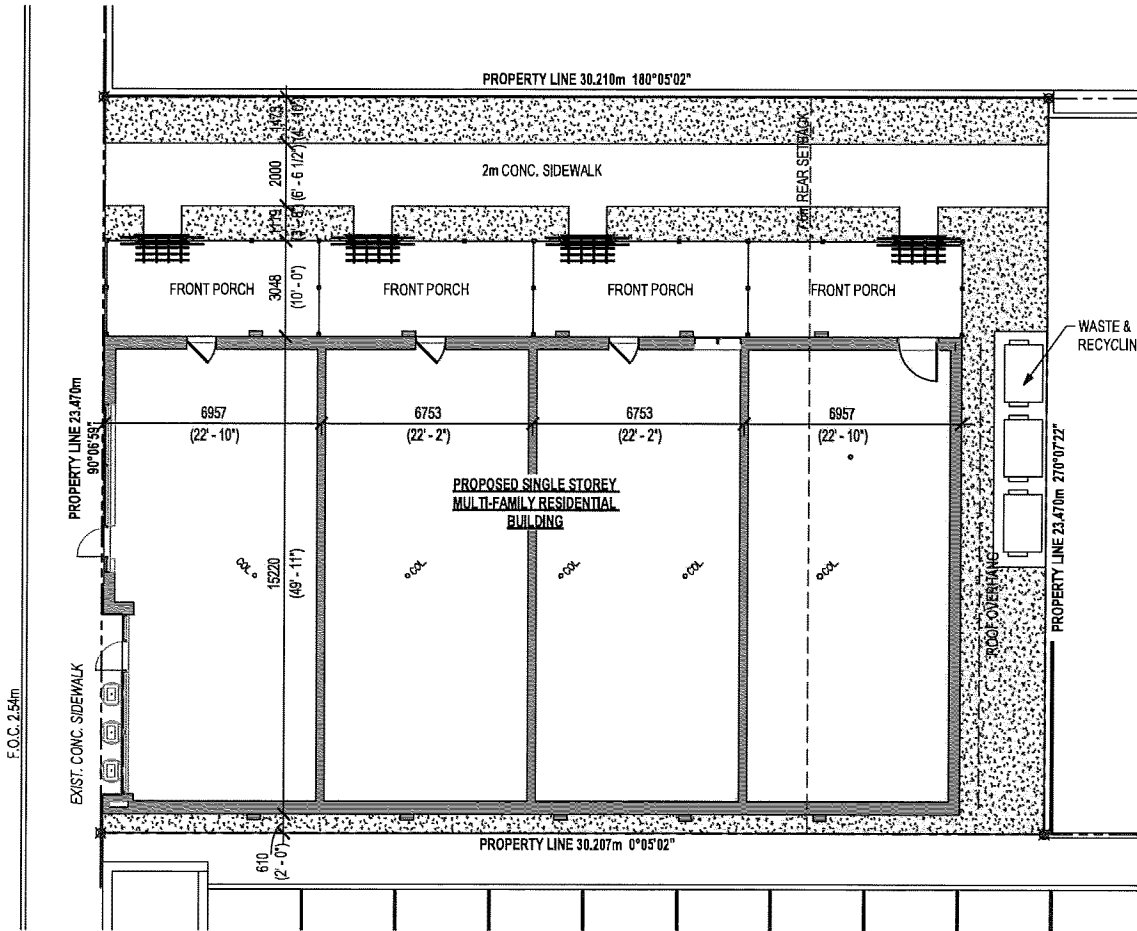 PROPERTY LINE 30.210m 180°05'02"
1473
(4' - 10")
2m CONC. SIDEWALK
2000
(6' - 6 1/2")
7.6m REAR SETBACK
1119
(3' - 8")
FRONT PORCH
FRONT PORCH
FRONT PORCH
FRONT PORCH
3048
(10' - 0")
WASTE &
RECYCLIN
6957
(22' - 10")
6753
(22' - 2")
6753
(22' - 2")
6957
(22' - 10")
PROPERTY LINE 23.470m
90°06'59"
PROPOSED SINGLE STOREY
MULTI-FAMILY RESIDENTIAL
BUILDING
PROPERTY LINE 23.470m 270°07'22"
COL
COL
COL
COL
COL
15220
(49' - 11")
ROOF OVERHANG
EXIST. CONC. SIDEWALK
F.O.C. 2.54m
PROPERTY LINE 30.207m 0°05'02"
610
(2' - 0")